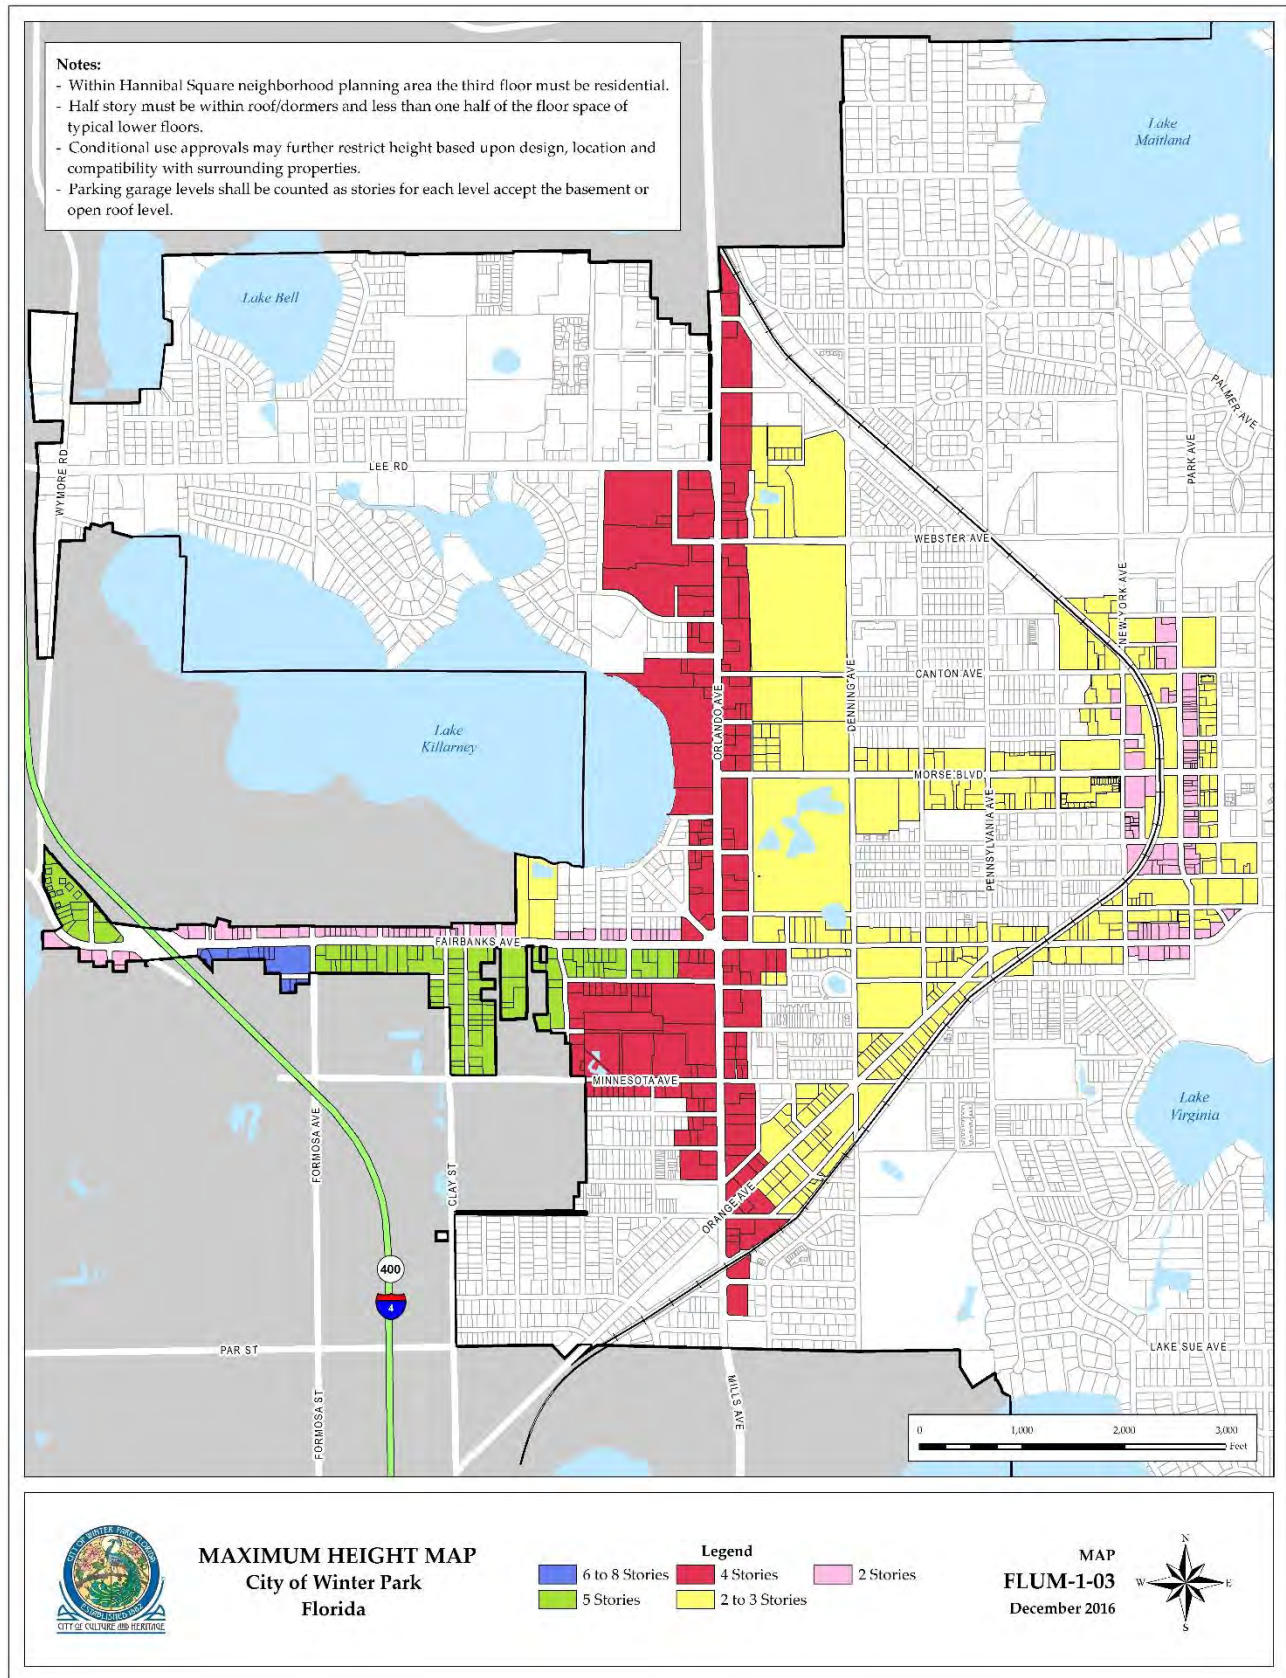 Notes:
- Within Hannibal Square neighborhood planning area the third floor must be residential.
- Half story must be within roof/dormers and less than one half of the floor space of
typical lower floors.
- Conditional use approvals may further restrict height based upon design, location and
compatibility with surrounding properties.
- Parking garage levels shall be counted as stories for each level accept the basement or
open roof level.
Lake
Maitland
Lake Bell
PALMER AVE
PARK AVE
WYMORE RD
LEE RD
WEBSTER AVE
NEW YORK AVE
CANTON AVE
DENNING AVE
ORLANDO AVE
Lake
Killarney
MORSE BLVD
PENNSYLVANIA AVE
FAIRBANKS AVE
MINNESOTA AVE
Lake
Virginia
FORMOSA AVE
CLAY ST
ORANGE AVE
400
4
PAR ST
LAKE SUE AVE
FORMOSA ST
MILLS AVE
0 1,000 2,000 3,000
Feet
CITY OF WINTER PARK FLORIDA
ESTABLISHED 1882
CITY OF CULTURE AND HERITAGE
MAXIMUM HEIGHT MAP
City of Winter Park
Florida
Legend
6 to 8 Stories
4 Stories
2 Stories
5 Stories
2 to 3 Stories
MAP
FLUM-1-03
December 2016
N
W
E
S